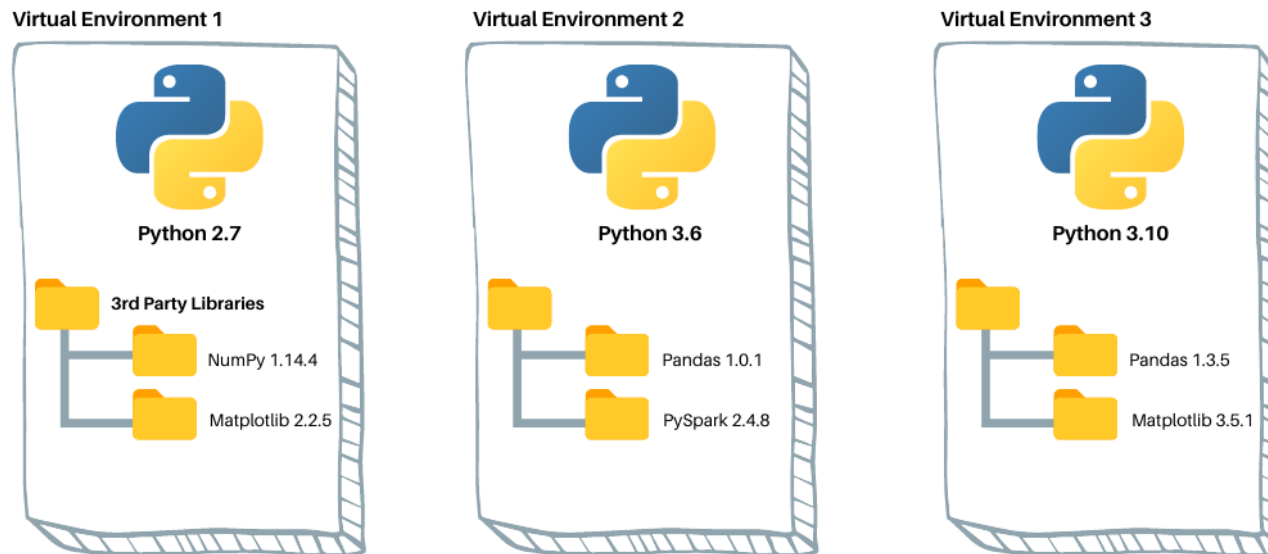 Virtual Environment 1
Python 2.7
3rd Party Libraries
NumPy 1.14.4
Matplotlib 2.2.5
Virtual Environment 2
Python 3.6
Pandas 1.0.1
PySpark 2.4.8
Virtual Environment 3
Python 3.10
Pandas 1.3.5
Matplotlib 3.5.1